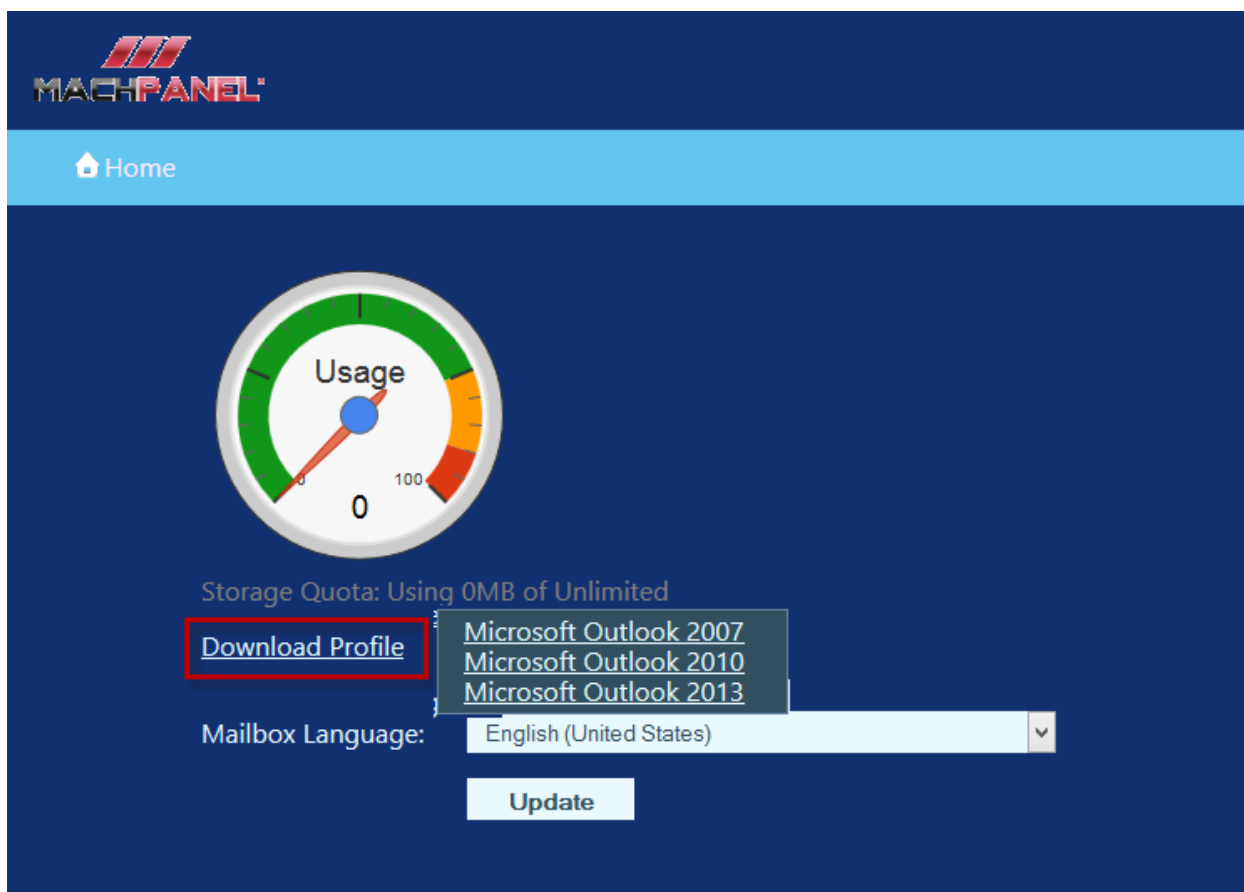 MACHPANEL
Home
Usage
0 100
0
Storage Quota: Using 0MB of Unlimited
Download Profile
Microsoft Outlook 2007
Microsoft Outlook 2010
Microsoft Outlook 2013
Mailbox Language: English (United States)
Update